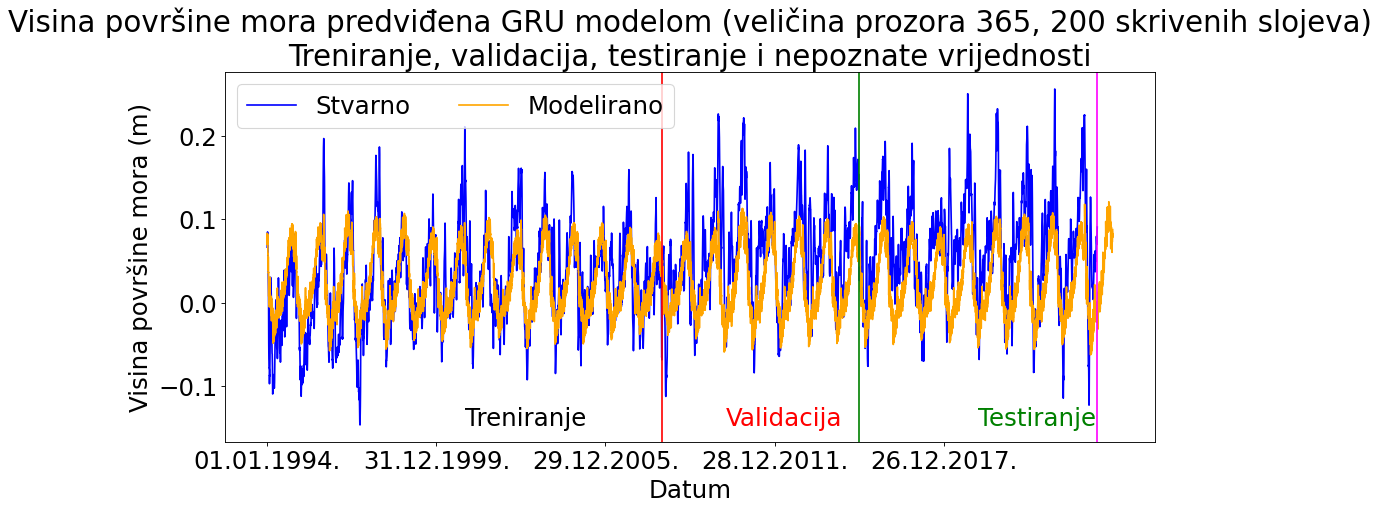 Visina površine mora predviđena GRU modelom (veličina prozora 365, 200 skrivenih slojeva)
Treniranje, validacija, testiranje i nepoznate vrijednosti
Stvarno
Modelirano
Visina površine mora (m)
0.2
0.1
0.0
−0.1
Treniranje
Validacija
Testiranje
01.01.1994.
31.12.1999.
29.12.2005.
28.12.2011.
26.12.2017.
Datum